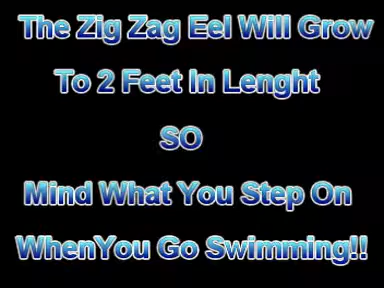 The Zig Zag Eel Will Grow
To 2 Feet In Lenght
SO
Mind What You Step On
WhenYou Go Swimming!!